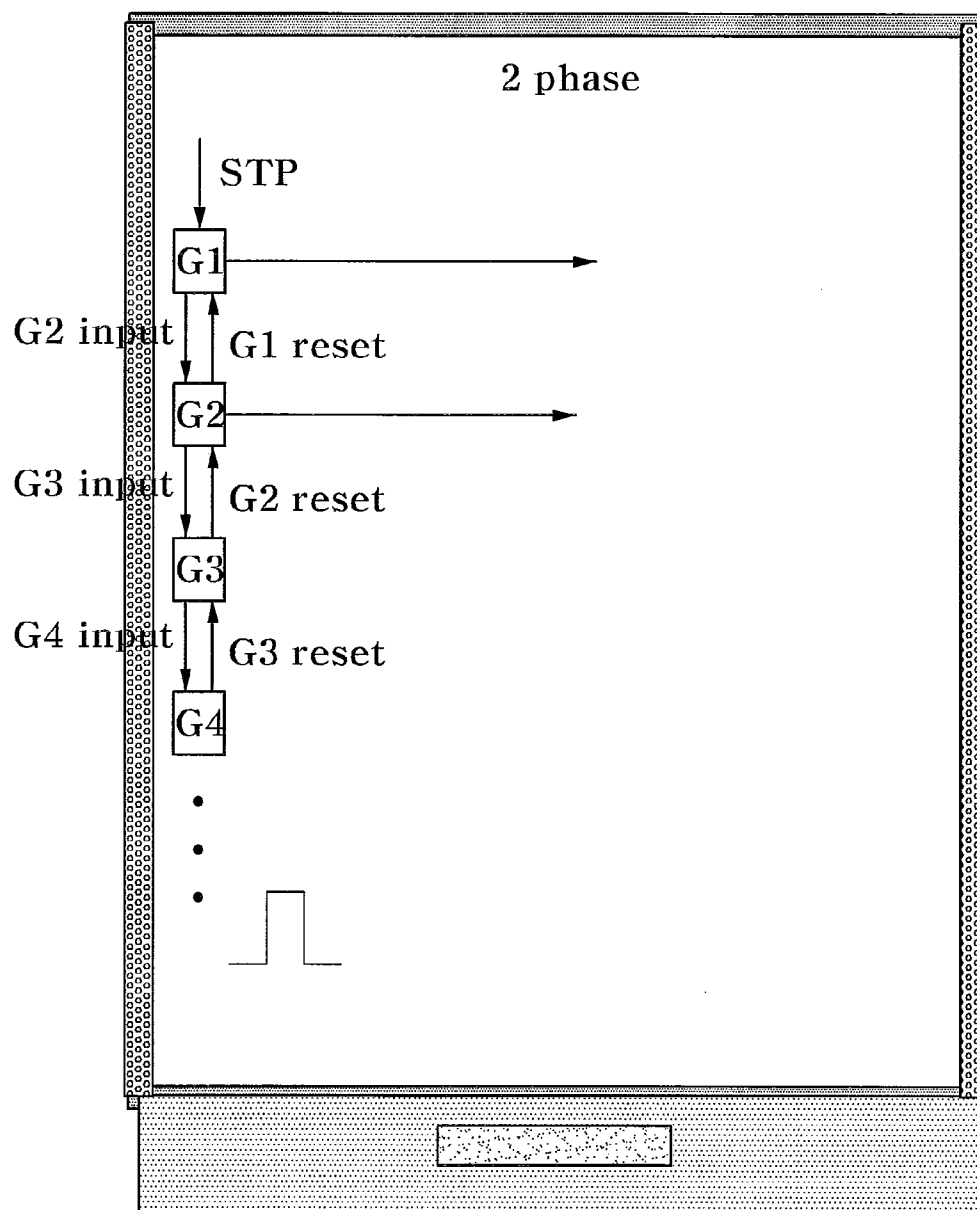 2 phase
STP
G1
G2 input
G1 reset
G2
G3 input
G2 reset
G3
G4 input
G3 reset
G4